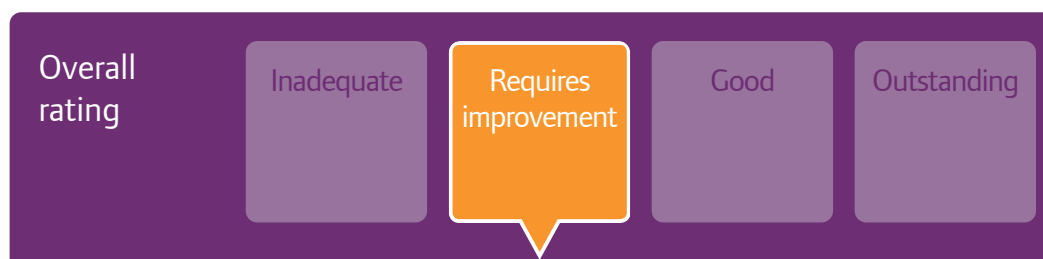 Overall
rating
Inadequate
Requires
improvement
Good
Outstanding